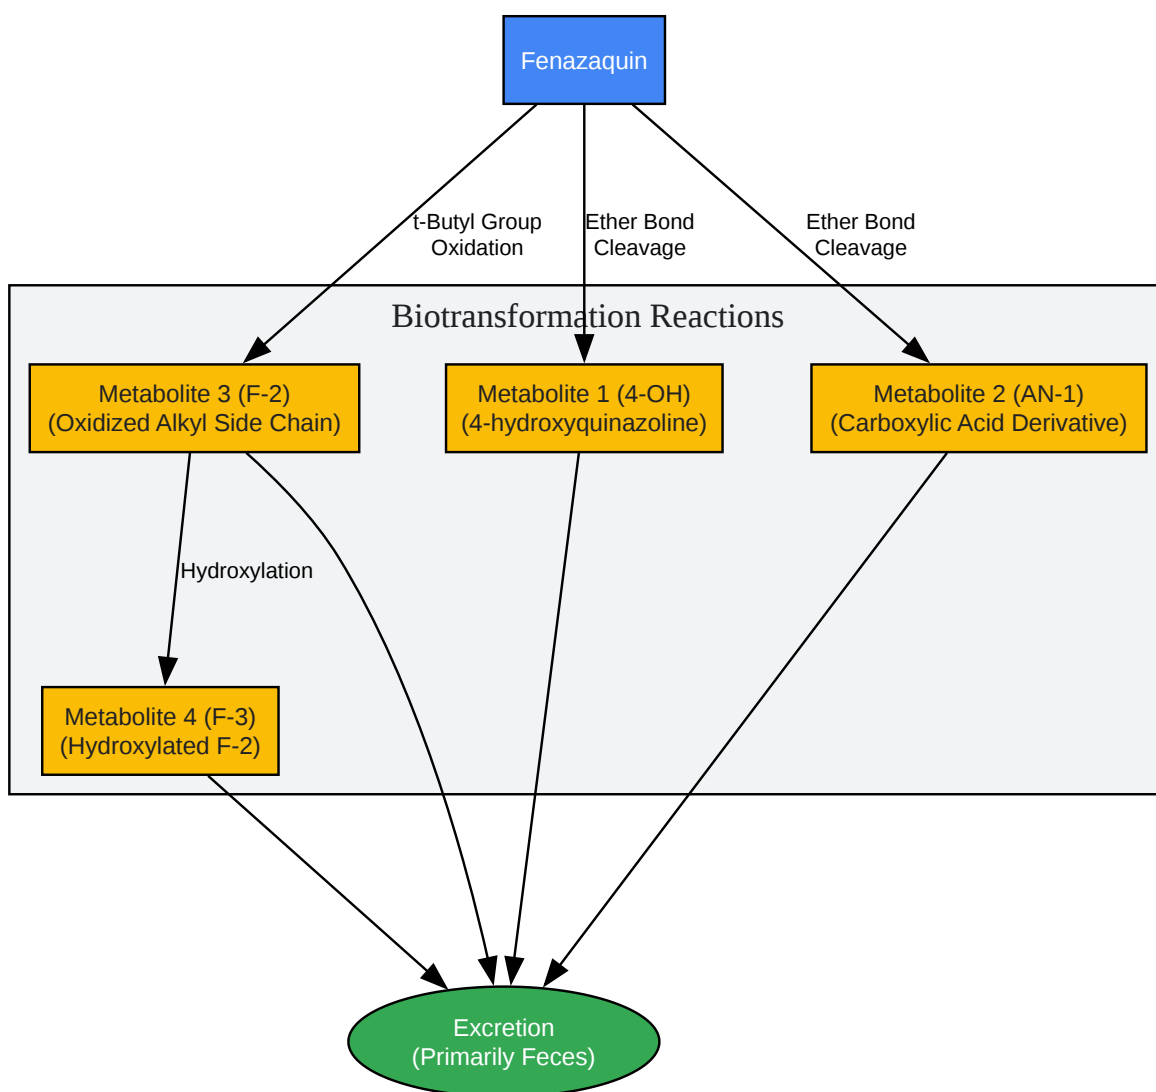 Fenazaquin
t-Butyl Group
Oxidation
Ether Bond
Cleavage
Ether Bond
Cleavage
Biotransformation Reactions
Metabolite 3 (F-2)
(Oxidized Alkyl Side Chain)
Metabolite 1 (4-OH)
(4-hydroxyquinazoline)
Metabolite 2 (AN-1)
(Carboxylic Acid Derivative)
Hydroxylation
Metabolite 4 (F-3)
(Hydroxylated F-2)
Excretion
(Primarily Feces)